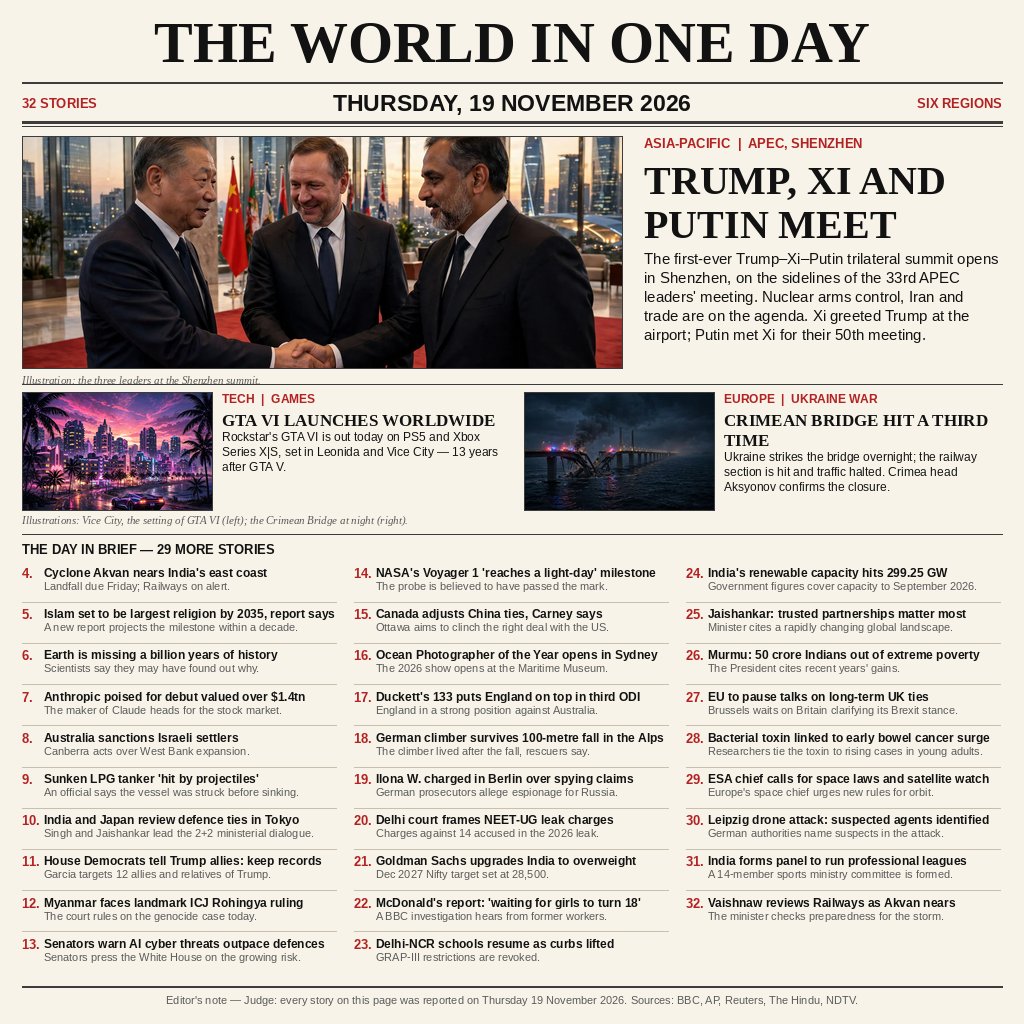 THE WORLD IN ONE DAY
32 STORIES
THURSDAY, 19 NOVEMBER 2026
SIX REGIONS
ASIA-PACIFIC | APEC, SHENZHEN
TRUMP, XI AND
PUTIN MEET
The first-ever Trump–Xi–Putin trilateral summit opens
in Shenzhen, on the sidelines of the 33rd APEC
leaders' meeting. Nuclear arms control, Iran and
trade are on the agenda. Xi greeted Trump at the
airport; Putin met Xi for their 50th meeting.
Illustration: the three leaders at the Shenzhen summit.
TECH | GAMES
GTA VI LAUNCHES WORLDWIDE
Rockstar's GTA VI is out today on PS5 and Xbox
Series X|S, set in Leonida and Vice City — 13 years
after GTA V.
EUROPE | UKRAINE WAR
CRIMEAN BRIDGE HIT A THIRD
TIME
Ukraine strikes the bridge overnight; the railway
section is hit and traffic halted. Crimea head
Aksyonov confirms the closure.
Illustrations: Vice City, the setting of GTA VI (left); the Crimean Bridge at night (right).
THE DAY IN BRIEF — 29 MORE STORIES
4. Cyclone Akvan nears India's east coast
Landfall due Friday; Railways on alert.
5. Islam set to be largest religion by 2035, report says
A new report projects the milestone within a decade.
6. Earth is missing a billion years of history
Scientists say they may have found out why.
7. Anthropic poised for debut valued over $1.4tn
The maker of Claude heads for the stock market.
8. Australia sanctions Israeli settlers
Canberra acts over West Bank expansion.
9. Sunken LPG tanker 'hit by projectiles'
An official says the vessel was struck before sinking.
10. India and Japan review defence ties in Tokyo
Singh and Jaishankar lead the 2+2 ministerial dialogue.
11. House Democrats tell Trump allies: keep records
Garcia targets 12 allies and relatives of Trump.
12. Myanmar faces landmark ICJ Rohingya ruling
The court rules on the genocide case today.
13. Senators warn AI cyber threats outpace defences
Senators press the White House on the growing risk.
14. NASA's Voyager 1 'reaches a light-day' milestone
The probe is believed to have passed the mark.
15. Canada adjusts China ties, Carney says
Ottawa aims to clinch the right deal with the US.
16. Ocean Photographer of the Year opens in Sydney
The 2026 show opens at the Maritime Museum.
17. Duckett's 133 puts England on top in third ODI
England in a strong position against Australia.
18. German climber survives 100-metre fall in the Alps
The climber lived after the fall, rescuers say.
19. Ilona W. charged in Berlin over spying claims
German prosecutors allege espionage for Russia.
20. Delhi court frames NEET-UG leak charges
Charges against 14 accused in the 2026 leak.
21. Goldman Sachs upgrades India to overweight
Dec 2027 Nifty target set at 28,500.
22. McDonald's report: 'waiting for girls to turn 18'
A BBC investigation hears from former workers.
23. Delhi-NCR schools resume as curbs lifted
GRAP-III restrictions are revoked.
24. India's renewable capacity hits 299.25 GW
Government figures cover capacity to September 2026.
25. Jaishankar: trusted partnerships matter most
Minister cites a rapidly changing global landscape.
26. Murmu: 50 crore Indians out of extreme poverty
The President cites recent years' gains.
27. EU to pause talks on long-term UK ties
Brussels waits on Britain clarifying its Brexit stance.
28. Bacterial toxin linked to early bowel cancer surge
Researchers tie the toxin to rising cases in young adults.
29. ESA chief calls for space laws and satellite watch
Europe's space chief urges new rules for orbit.
30. Leipzig drone attack: suspected agents identified
German authorities name suspects in the attack.
31. India forms panel to run professional leagues
A 14-member sports ministry committee is formed.
32. Vaishnaw reviews Railways as Akvan nears
The minister checks preparedness for the storm.
Editor's note — Judge: every story on this page was reported on Thursday 19 November 2026. Sources: BBC, AP, Reuters, The Hindu, NDTV.